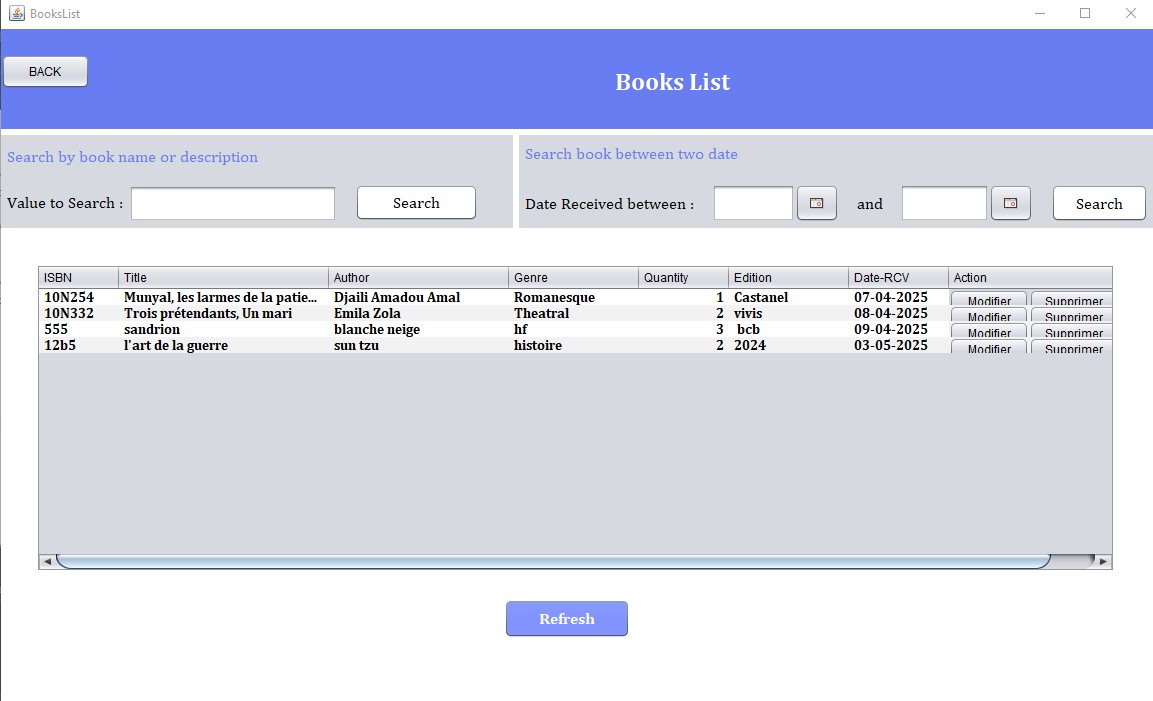 BooksList
BACK
Books List
Search by book name or description
Value to Search :
Search
Search book between two date
Date Received between :
and
Search
ISBN Title Author Genre Quantity Edition Date-RCV Action
10N254 Munyal, les larmes de la patie... Djaili Amadou Amal Romanesque 1 Castanel 07-04-2025 Modifier Supprimer
10N332 Trois prétendants, Un mari Emila Zola Theatral 2 vivis 08-04-2025 Modifier Supprimer
555 sandrion blanche neige hf 3 bcb 09-04-2025 Modifier Supprimer
12b5 l'art de la guerre sun tzu histoire 2 2024 03-05-2025 Modifier Supprimer
Refresh